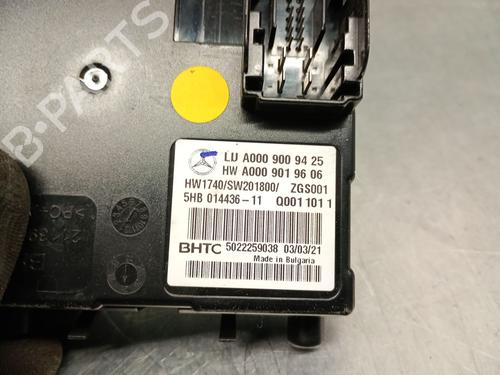 B-PARTS
LU A000 900 94 25
HW A000 901 96 06
HW1740/SW201800/ ZGS001
5HB 014436-11 Q001 101 1
BHTC 5022259038 03/03/21
Made in Bulgaria